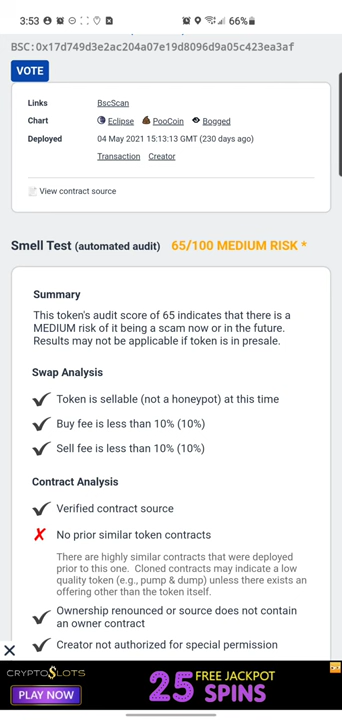 3:53 66%
BSC:0x17d749d3e2ac204a07e19d8096d9a05c423ea3af
VOTE
Links BscScan
Chart Eclipse PooCoin Bogged
Deployed 04 May 2021 15:13:13 GMT (230 days ago)
Transaction Creator
View contract source
Smell Test (automated audit) 65/100 MEDIUM RISK *
Summary
This token's audit score of 65 indicates that there is a
MEDIUM risk of it being a scam now or in the future.
Results may not be applicable if token is in presale.
Swap Analysis
Token is sellable (not a honeypot) at this time
Buy fee is less than 10% (10%)
Sell fee is less than 10% (10%)
Contract Analysis
Verified contract source
No prior similar token contracts
There are highly similar contracts that were deployed
prior to this one. Cloned contracts may indicate a low
quality token (e.g., pump & dump) unless there exists an
offering other than the token itself.
Ownership renounced or source does not contain
an owner contract
Creator not authorized for special permission
CRYPTOSLOTS
PLAY NOW
25 FREE JACKPOT
SPINS